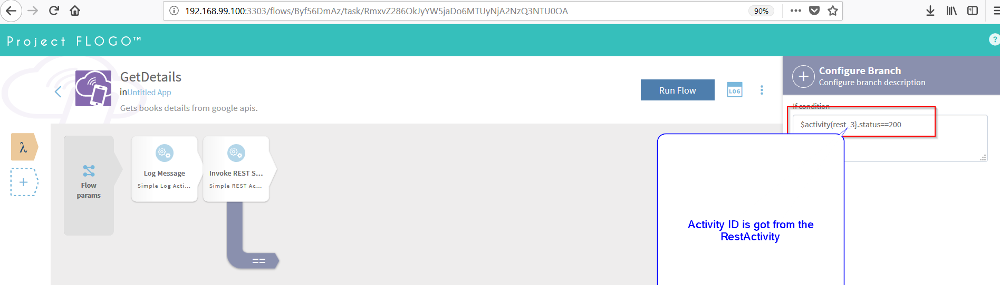 192.168.99.100:3303/flows/Byf56DmAz/task/RmxvZ286OkJyYW5jaDo6MTUyNjA2NzQ3NTU0OA
90%
Project FLOGO™
?
GetDetails
in Untitled App
Gets books details from google apis.
Run Flow
LOG
Configure Branch
Configure branch description
If condition
$activity(rest_3}.status==200
λ
Flow
params
Log Message
Simple Log Acti...
Invoke REST S...
Simple REST Ac...
==
Activity ID is got from the
RestActivity